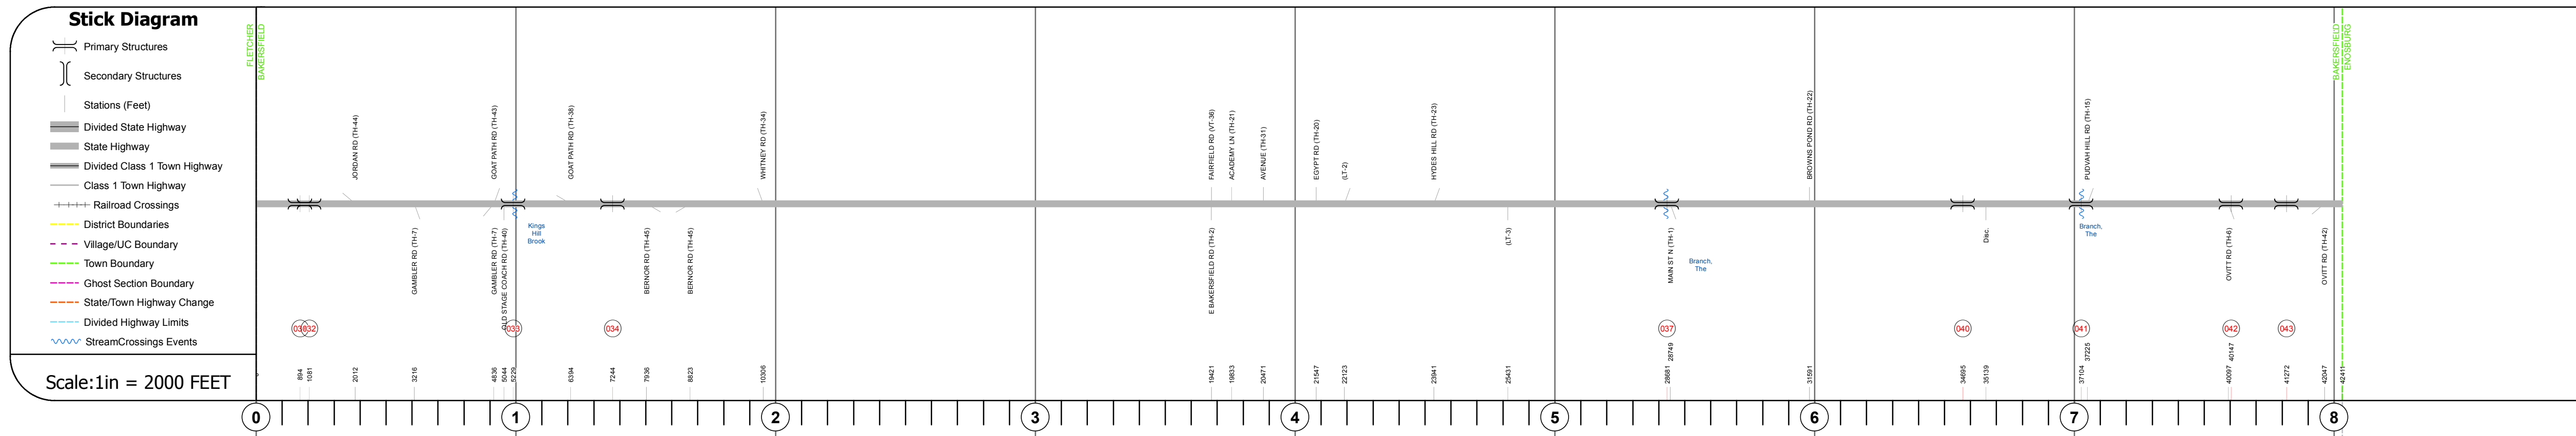 Stick Diagram
Primary Structures
Secondary Structures
Stations (Feet)
Divided State Highway
State Highway
Divided Class 1 Town Highway
Class 1 Town Highway
Railroad Crossings
District Boundaries
Village/UC Boundary
Town Boundary
Ghost Section Boundary
State/Town Highway Change
Divided Highway Limits
StreamCrossings Events
Scale:1in = 2000 FEET
FLETCHER
BAKERSFIELD
JORDAN RD (TH-44)
GOAT PATH RD (TH-43)
GOAT PATH RD (TH-38)
WHITNEY RD (TH-34)
FAIRFIELD RD (VT-36)
ACADEMY LN (TH-21)
AVENUE (TH-31)
EGYPT RD (TH-20)
(LT-2)
HYDES HILL RD (TH-23)
BROWNS POND RD (TH-22)
PUDVAH HILL RD (TH-15)
BAKERSFIELD
ENOSBURG
GAMBLER RD (TH-7)
GAMBLER RD (TH-7)
OLD STAGE COACH RD (TH-40)
Kings
Hill
Brook
BERNOR RD (TH-45)
BERNOR RD (TH-45)
E BAKERSFIELD RD (TH-2)
(LT-3)
MAIN ST N (TH-1)
Branch,
The
Disc.
Branch,
The
OVITT RD (TH-6)
OVITT RD (TH-42)
032
033
034
037
040
041
042
043
894
1081
2012
3216
4836
5044
5229
6394
7244
7936
8823
10306
19421
19833
20471
21547
22123
23941
25431
28681
28749
31591
34695
35139
37104
37225
40097
40147
41272
42047
42411
0
1
2
3
4
5
6
7
8